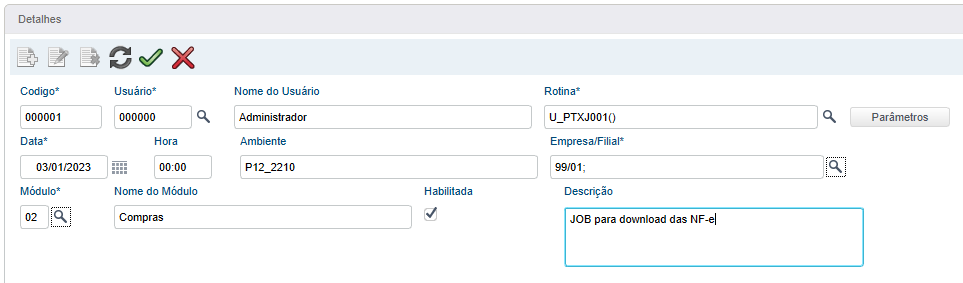 Detalhes
Codigo* Usuário* Nome do Usuário Rotina*
000001 000000 Administrador U_PTXJ001() Parâmetros
Data* Hora Ambiente Empresa/Filial*
03/01/2023 00:00 P12_2210 99/01;
Módulo* Nome do Módulo Habilitada Descrição
02 Compras JOB para download das NF-e